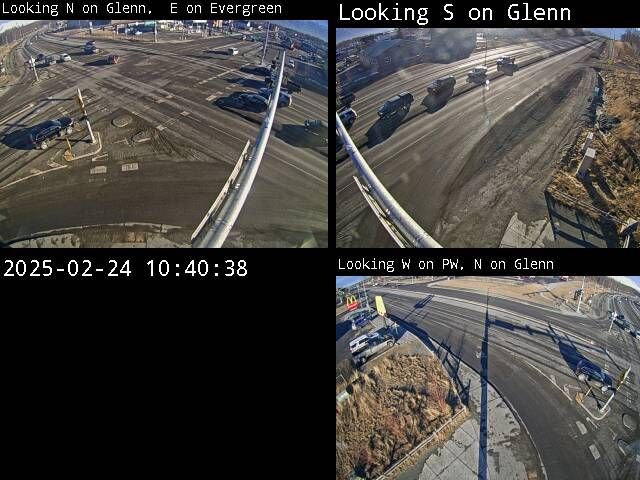 Looking N on Glenn,  E on Evergreen
Looking S on Glenn
2025-02-24 10:40:38
Looking W on PW, N on Glenn